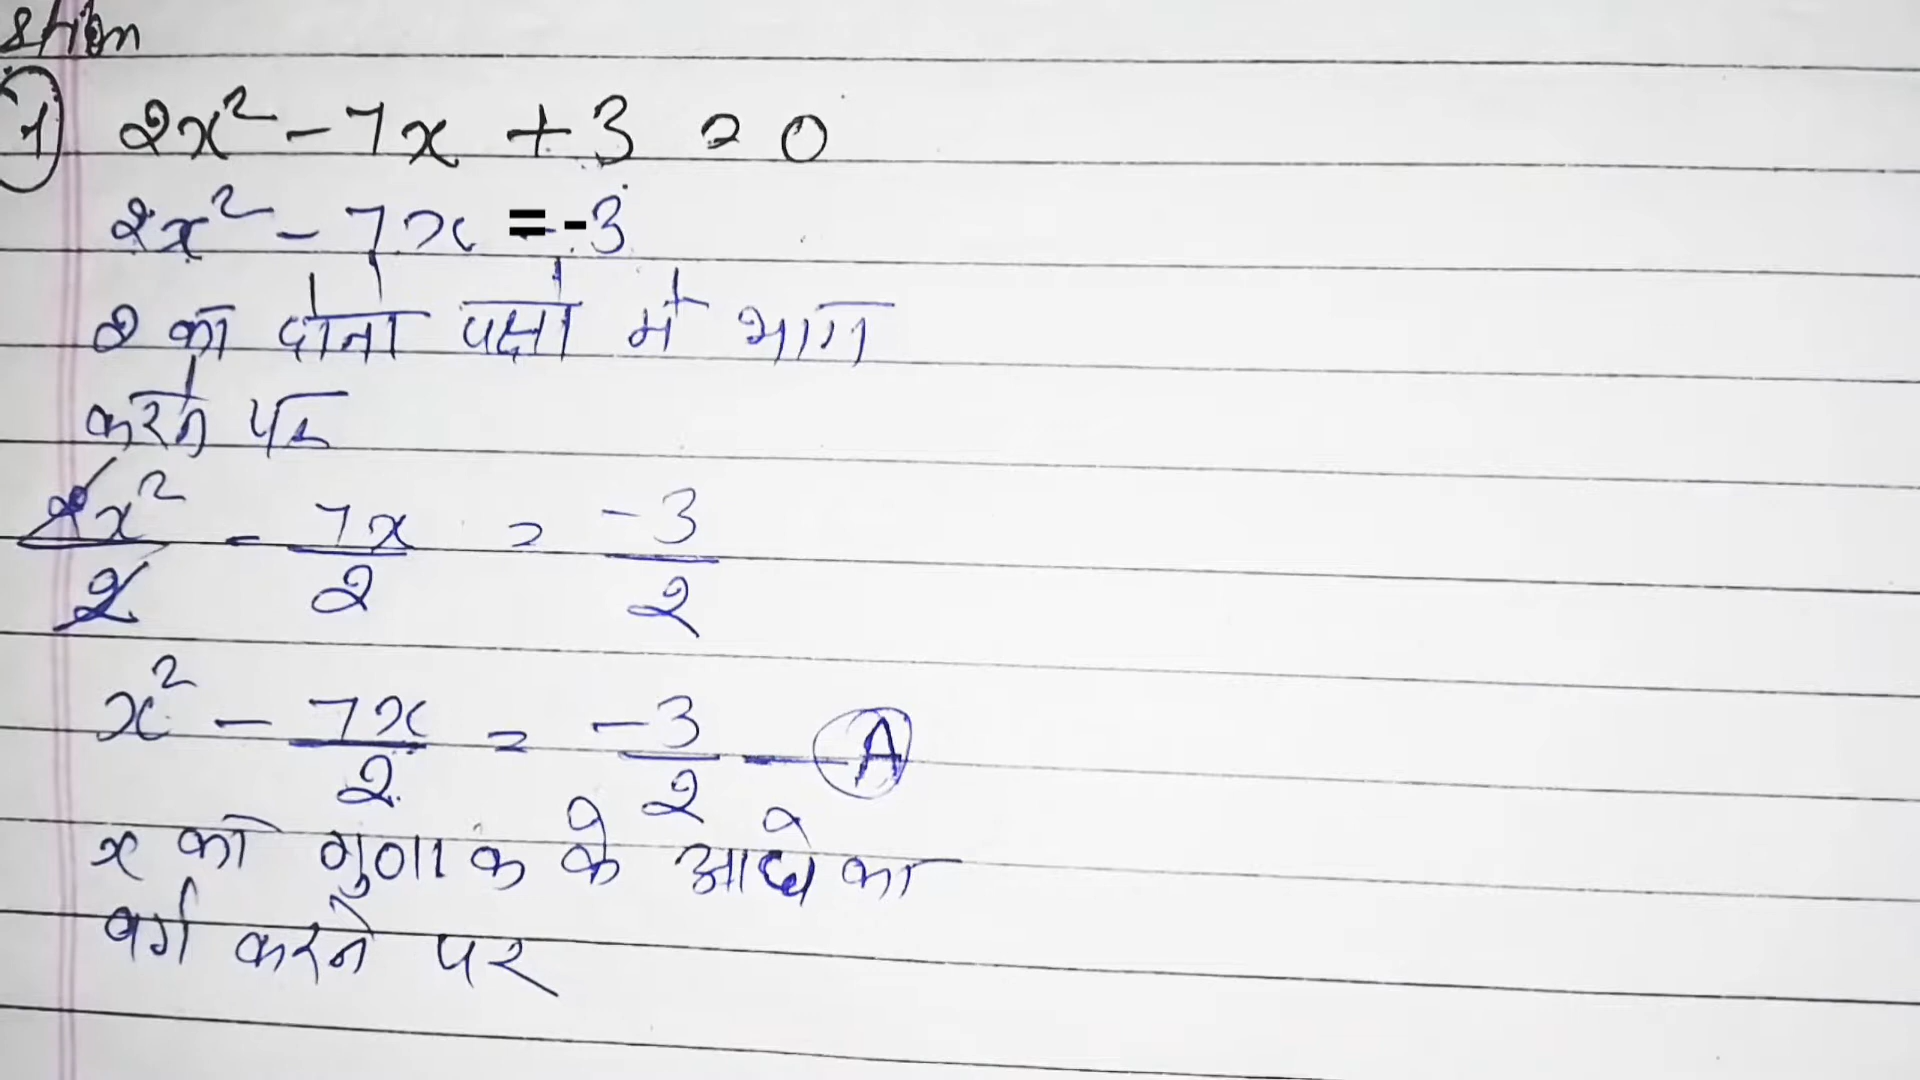 1 2x² - 7x + 3 = 0
2x² - 7x = -3
2 का दोनो पक्षो में भाग
करने पर
2x²/2 - 7x/2 = -3/2
x² - 7x/2 = -3/2 — A
x को गुणाक के आधे का
वर्ग करने पर